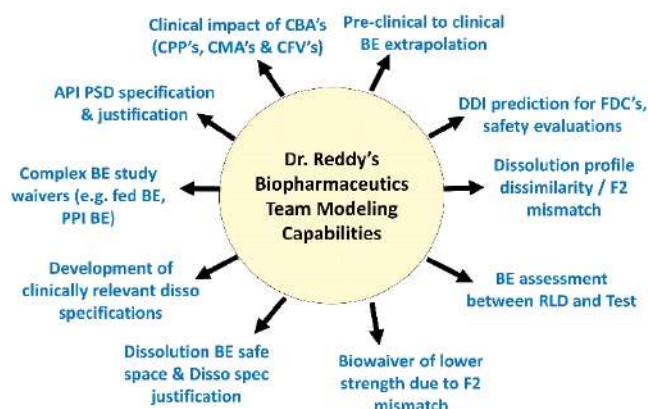 Clinical impact of CBA's
(CPP's, CMA's & CFV's)
Pre-clinical to clinical
BE extrapolation
API PSD specification
& justification
DDI prediction for FDC's,
safety evaluations
Dr. Reddy's
Biopharmaceutics
Team Modeling
Capabilities
Complex BE study
waivers (e.g. fed BE,
PPI BE)
Dissolution profile
dissimilarity / F2
mismatch
Development of
clinically relevant disso
specifications
BE assessment
between RLD and Test
Dissolution BE safe
space & Disso spec
justification
Biowaiver of lower
strength due to F2
mismatch